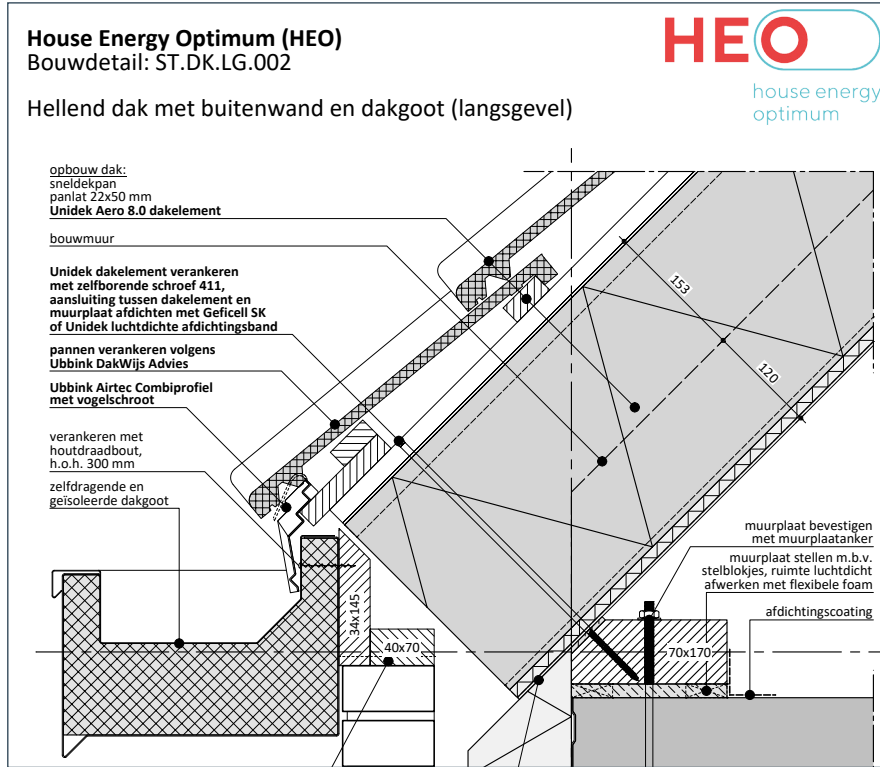 House Energy Optimum (HEO)
Bouwdetail: ST.DK.LG.002
Hellend dak met buitenwand en dakgoot (langsgevel)
HEO
house energy
optimum
opbouw dak:
sneldekpan
panlat 22x50 mm
Unidek Aero 8.0 dakelement
bouwmuur
Unidek dakelement verankeren
met zelfborende schroef 411,
aansluiting tussen dakelement en
muurplaat afdichten met Geficell SK
of Unidek luchtdichte afdichtingsband
pannen verankeren volgens
Ubbink DakWijs Advies
Ubbink Airtec Combiprofiel
met vogelschroot
verankeren met
houtdraadbout,
h.o.h. 300 mm
zelfdragende en
geïsoleerde dakgoot
153
120
muurplaat bevestigen
met muurplaatanker
muurplaat stellen m.b.v.
stelblokjes, ruimte luchtdicht
afwerken met flexibele foam
afdichtingscoating
34x145
40x70
70x170